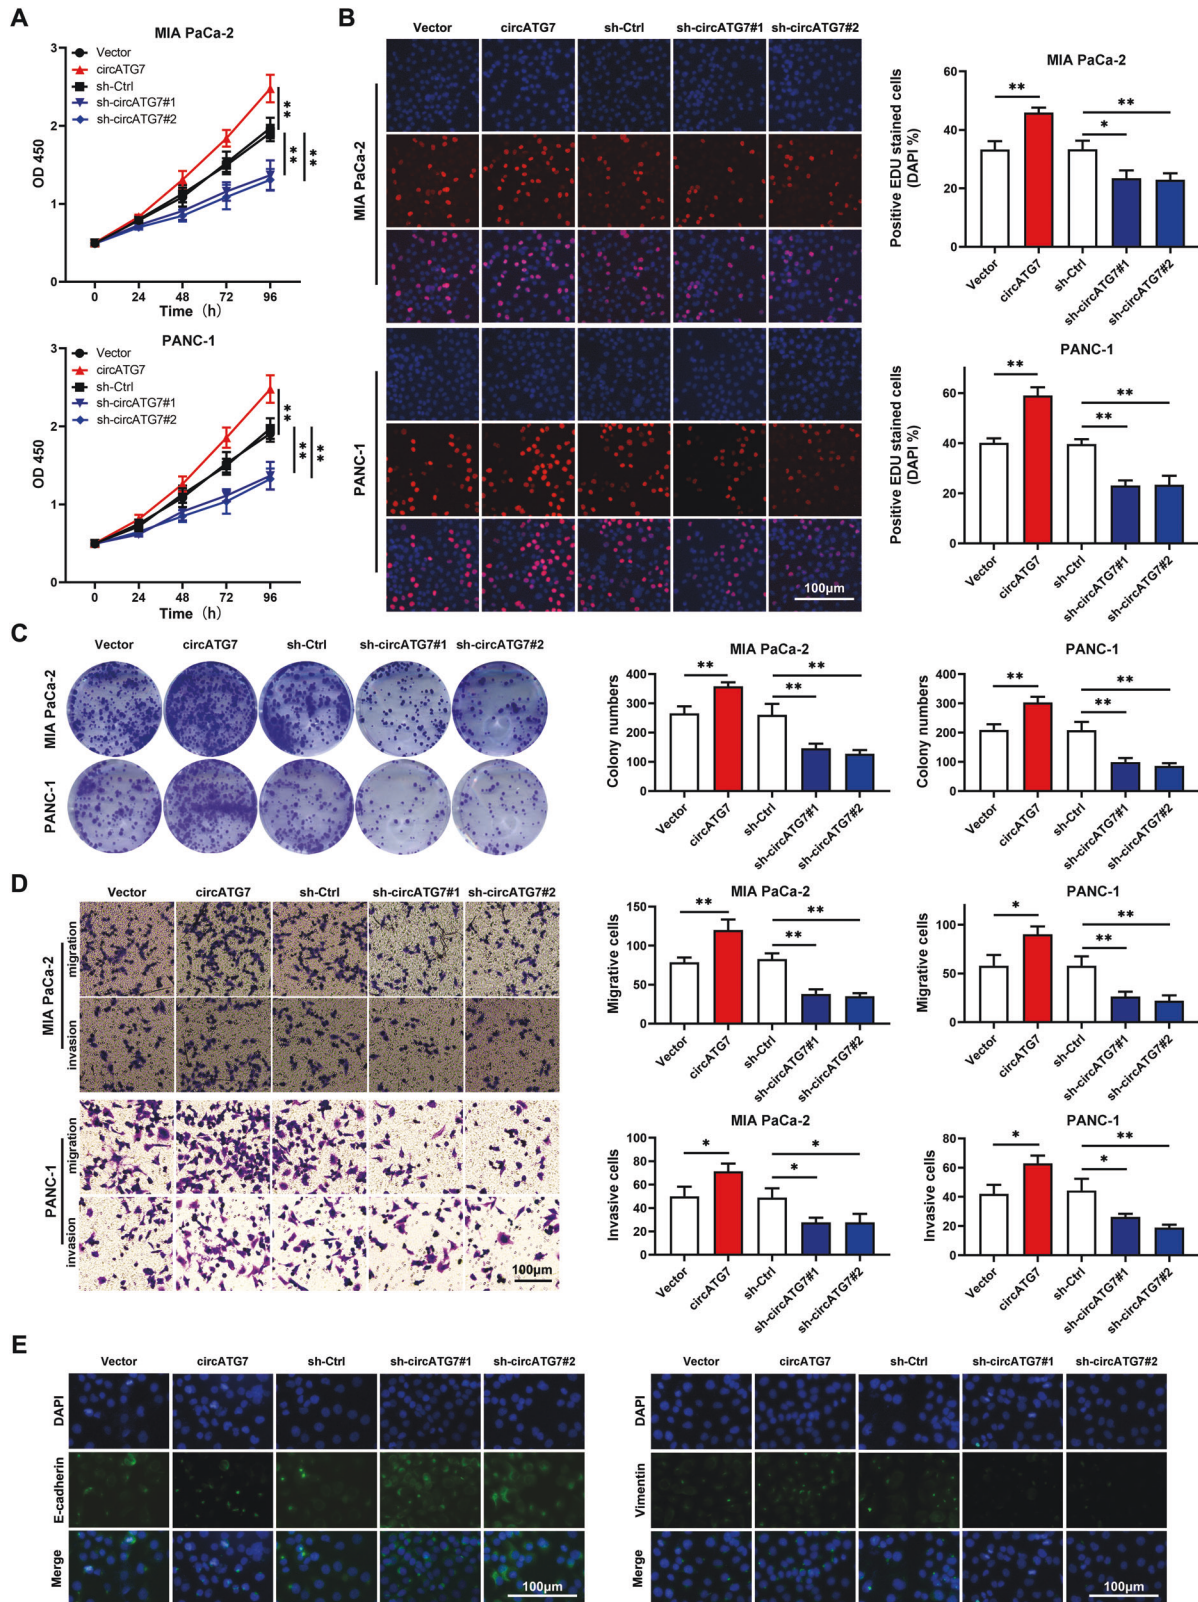 A
MIA PaCa-2
3
2
1
0
OD 450
Vector
circATG7
sh-Ctrl
sh-circATG7#1
sh-circATG7#2
**
**
**
0 24 48 72 96
Time (h)
PANC-1
3
2
1
0
OD 450
Vector
circATG7
sh-Ctrl
sh-circATG7#1
sh-circATG7#2
**
**
**
0 24 48 72 96
Time (h)
B
Vector circATG7 sh-Ctrl sh-circATG7#1 sh-circATG7#2
MIA PaCa-2
PANC-1
100μm
MIA PaCa-2
Positive EDU stained cells
(DAPI %)
60
40
20
0
**
**
*
Vector circATG7 sh-Ctrl sh-circATG7#1 sh-circATG7#2
PANC-1
Positive EDU stained cells
(DAPI %)
60
40
20
0
**
**
**
Vector circATG7 sh-Ctrl sh-circATG7#1 sh-circATG7#2
C
Vector circATG7 sh-Ctrl sh-circATG7#1 sh-circATG7#2
MIA PaCa-2
PANC-1
MIA PaCa-2
Colony numbers
400
300
200
100
0
**
**
**
Vector circATG7 sh-Ctrl sh-circATG7#1 sh-circATG7#2
PANC-1
Colony numbers
400
300
200
100
0
**
**
**
Vector circATG7 sh-Ctrl sh-circATG7#1 sh-circATG7#2
D
Vector circATG7 sh-Ctrl sh-circATG7#1 sh-circATG7#2
MIA PaCa-2
migration
invasion
PANC-1
migration
invasion
100μm
MIA PaCa-2
Migrative cells
150
100
50
0
**
**
**
Vector circATG7 sh-Ctrl sh-circATG7#1 sh-circATG7#2
PANC-1
Migrative cells
150
100
50
0
*
**
**
Vector circATG7 sh-Ctrl sh-circATG7#1 sh-circATG7#2
MIA PaCa-2
Invasive cells
100
80
60
40
20
0
*
*
*
Vector circATG7 sh-Ctrl sh-circATG7#1 sh-circATG7#2
PANC-1
Invasive cells
80
60
40
20
0
*
**
*
Vector circATG7 sh-Ctrl sh-circATG7#1 sh-circATG7#2
E
Vector circATG7 sh-Ctrl sh-circATG7#1 sh-circATG7#2
DAPI
E-cadherin
Merge
100μm
Vector circATG7 sh-Ctrl sh-circATG7#1 sh-circATG7#2
DAPI
Vimentin
Merge
100μm